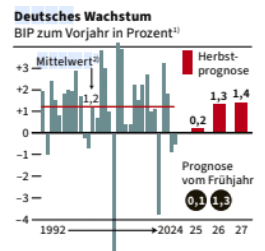 Deutsches Wachstum
BIP zum Vorjahr in Prozent1)
Mittelwert2)
Herbst-
prognose
+3
+2
+1
0
−1
−2
−3
−4
1,2
0,2
1,3
1,4
Prognose
vom Frühjahr
0,1
1,3
1992
2024
25
26
27